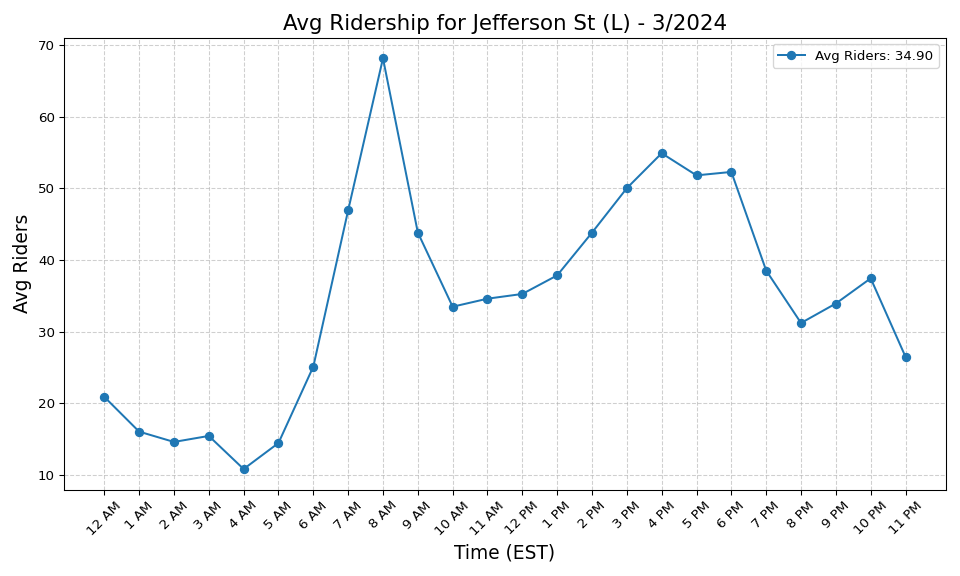 Avg Ridership for Jefferson St (L) - 3/2024
Avg Riders: 34.90
70
60
50
40
30
20
10
Avg Riders
12 AM
1 AM
2 AM
3 AM
4 AM
5 AM
6 AM
7 AM
8 AM
9 AM
10 AM
11 AM
12 PM
1 PM
2 PM
3 PM
4 PM
5 PM
6 PM
7 PM
8 PM
9 PM
10 PM
11 PM
Time (EST)